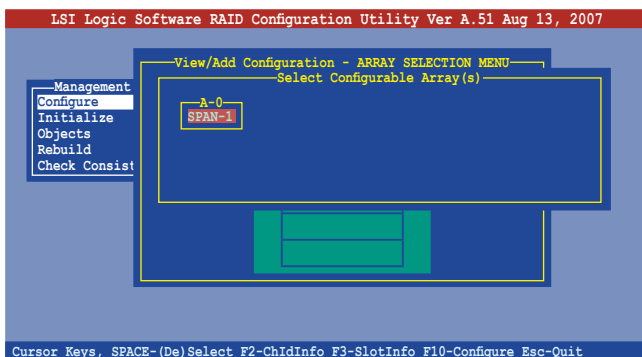 LSI Logic Software RAID Configuration Utility Ver A.51 Aug 13, 2007
View/Add Configuration - ARRAY SELECTION MENU
Select Configurable Array(s)
Management
Configure
Initialize
Objects
Rebuild
Check Consist
A-0
SPAN-1
Cursor Keys, SPACE-(De)Select F2-ChIdInfo F3-SlotInfo F10-Configure Esc-Quit